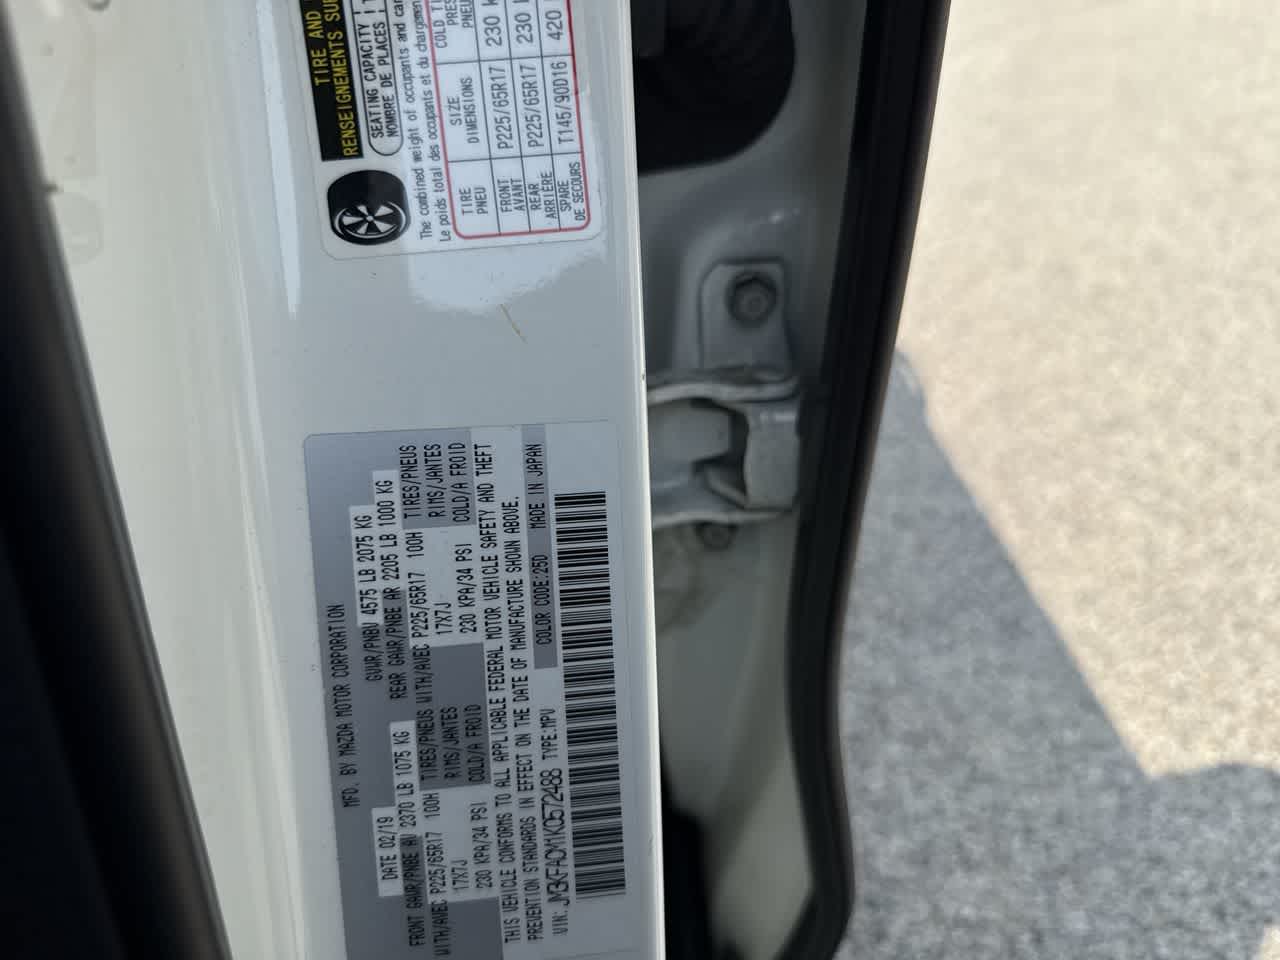 TIRE AND
RENSEIGNEMENTS SU
SEATING CAPACITY
NOMBRE DE PLACES
The combined weight of occupants and
Le poids total des occupants et du
TIRE
PNEU
SIZE
DIMENSIONS
COLD
FRONT
AVANT
P225/65R17
230
REAR
ARRIÈRE
P225/65R17
230
SPARE
DE SECOURS
T145/90D16
420
MFD. BY MAZDA MOTOR CORPORATION
DATE 02/19 GVWR/PNBV 4575 LB 2075 KG
FRONT GAWR/PNBE AV 2370 LB 1075 KG REAR GAWR/PNBE AR 2205 LB 1000 KG
WITH/AVEC P225/65R17 100H TIRES/PNEUS WITH/AVEC P225/65R17 100H TIRES/PNEUS
17X7J RIMS/JANTES 17X7J RIMS/JANTES
230 KPA/34 PSI COLD/A FROID 230 KPA/34 PSI COLD/A FROID
THIS VEHICLE CONFORMS TO ALL APPLICABLE FEDERAL MOTOR VEHICLE SAFETY AND THEFT
PREVENTION STANDARDS IN EFFECT ON THE DATE OF MANUFACTURE SHOWN ABOVE.
COLOR CODE:25D MADE IN JAPAN
VIN: JM3KFACM1K0572488 TYPE:MPV